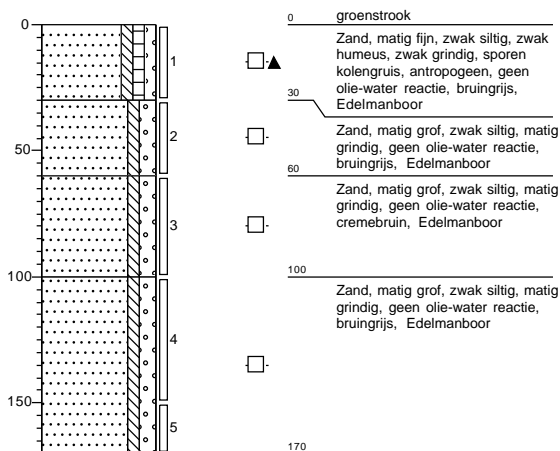 0
50
100
150
1
2
3
4
5
0 groenstrook
Zand, matig fijn, zwak siltig, zwak
humeus, zwak grindig, sporen
kolengruis, antropogeen, geen
olie-water reactie, bruingrijs,
Edelmanboor
30
Zand, matig grof, zwak siltig, matig
grindig, geen olie-water reactie,
bruingrijs, Edelmanboor
60
Zand, matig grof, zwak siltig, matig
grindig, geen olie-water reactie,
cremebruin, Edelmanboor
100
Zand, matig grof, zwak siltig, matig
grindig, geen olie-water reactie,
bruingrijs, Edelmanboor
170